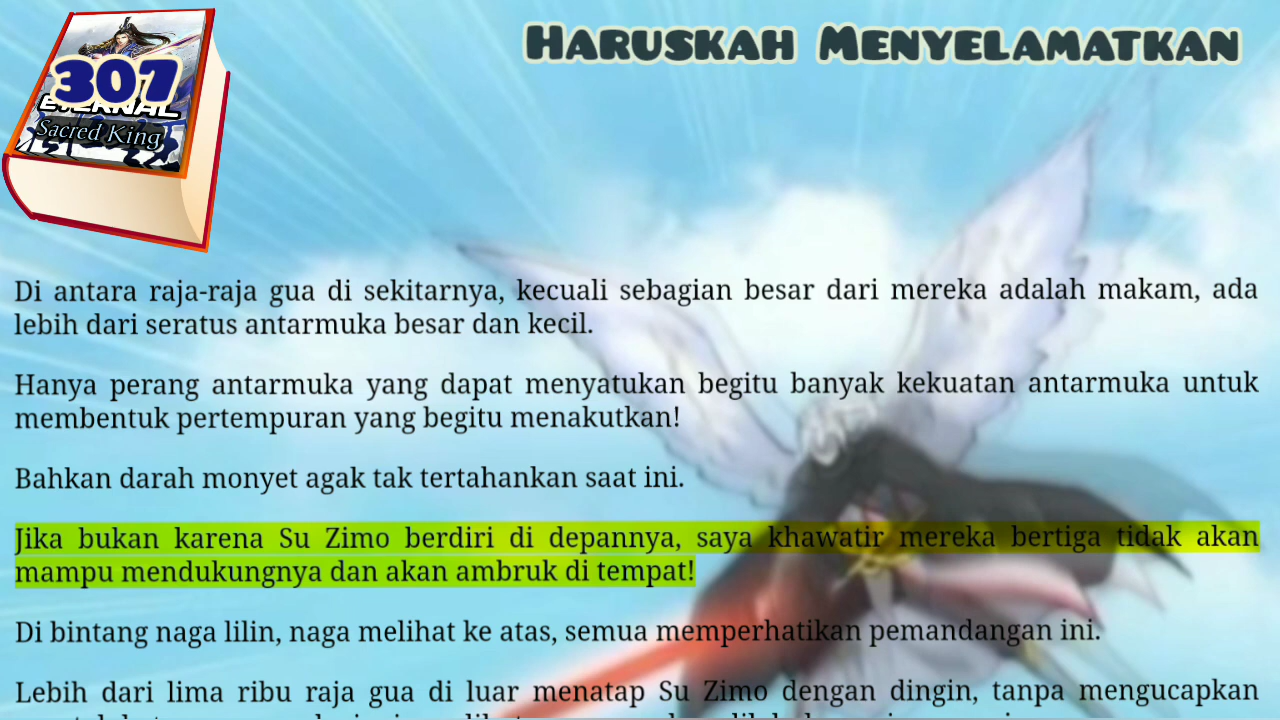 307
ETERNAL
Sacred King
HARUSKAH MENYELAMATKAN
Di antara raja-raja gua di sekitarnya, kecuali sebagian besar dari mereka adalah makam, ada
lebih dari seratus antarmuka besar dan kecil.
Hanya perang antarmuka yang dapat menyatukan begitu banyak kekuatan antarmuka untuk
membentuk pertempuran yang begitu menakutkan!
Bahkan darah monyet agak tak tertahankan saat ini.
Jika bukan karena Su Zimo berdiri di depannya, saya khawatir mereka bertiga tidak akan
mampu mendukungnya dan akan ambruk di tempat!
Di bintang naga lilin, naga melihat ke atas, semua memperhatikan pemandangan ini.
Lebih dari lima ribu raja gua di luar menatap Su Zimo dengan dingin, tanpa mengucapkan